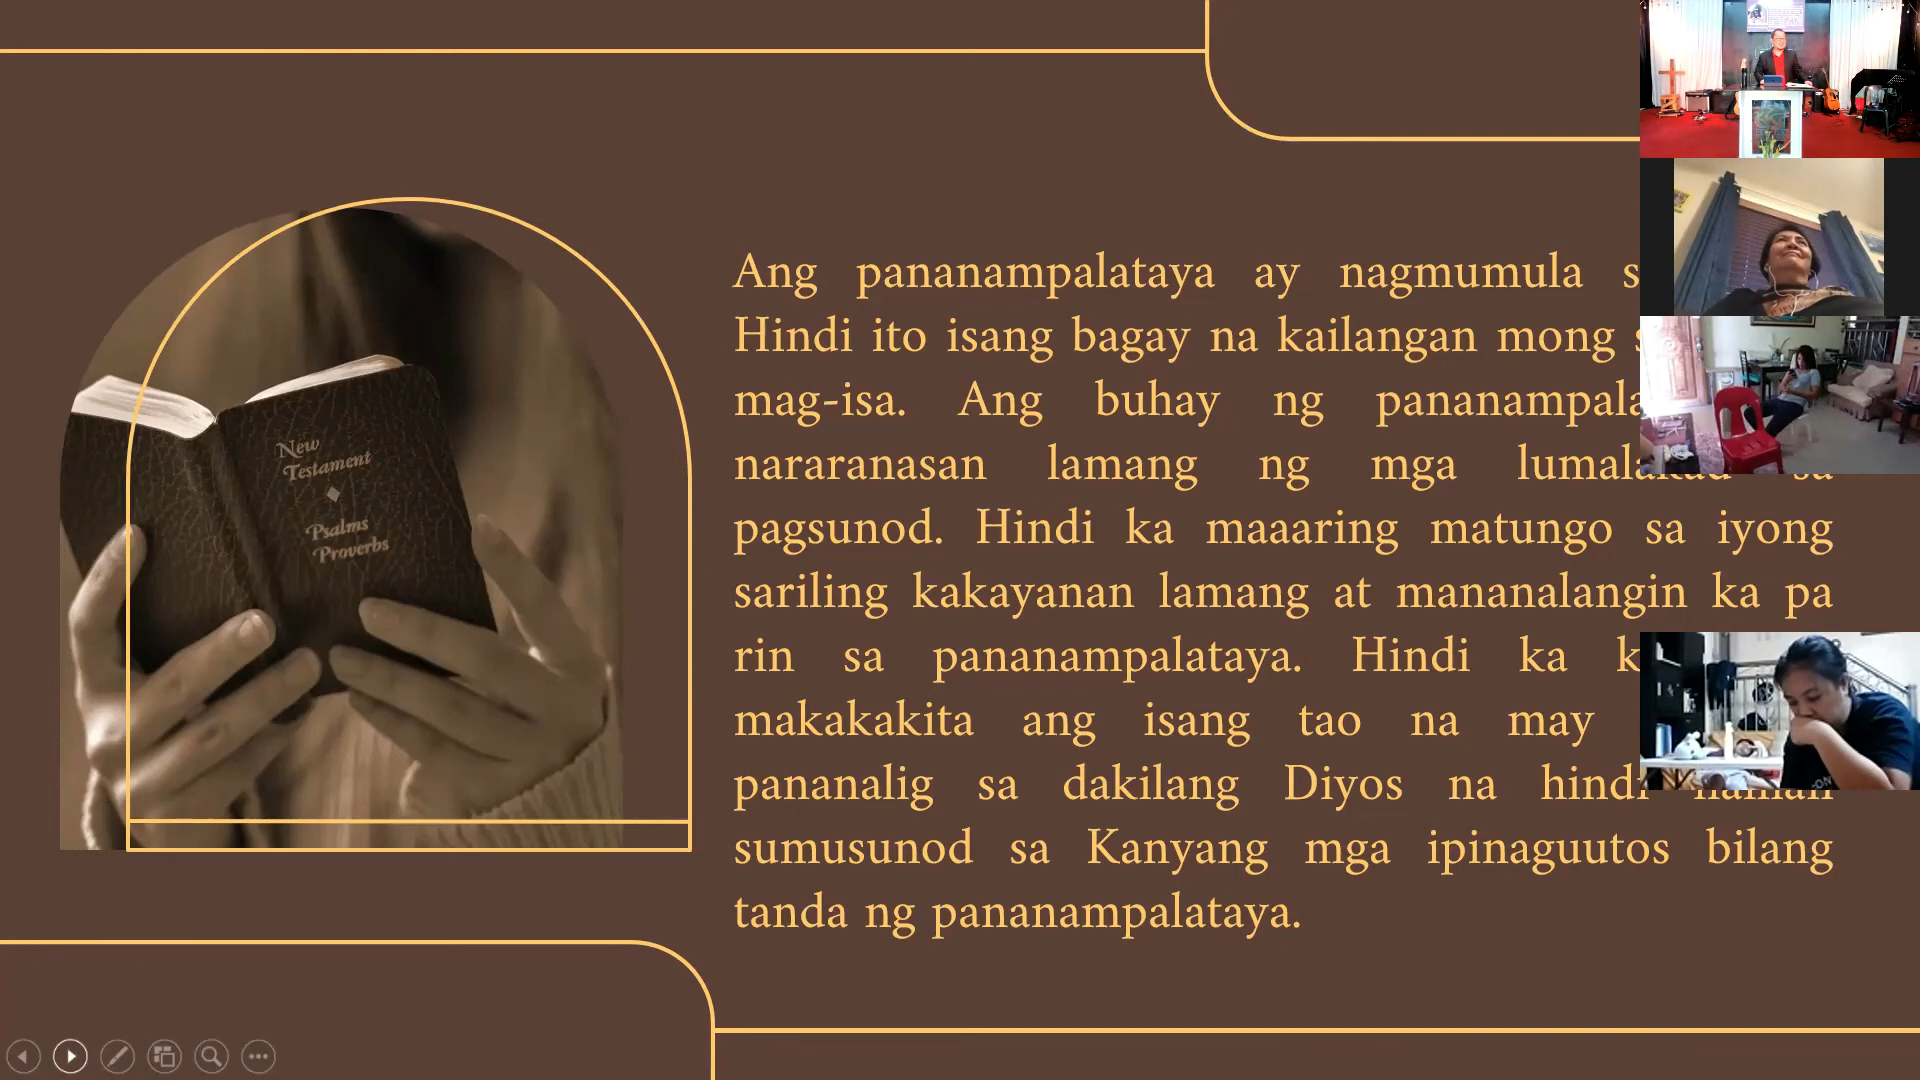 New
Testament
Psalms
Proverbs
Ang pananampalataya ay nagmumula
Hindi ito isang bagay na kailangan mong
mag-isa. Ang buhay ng
nararanasan lamang ng mga
pagsunod. Hindi ka maaaring matungo sa iyong
sariling kakayanan lamang at mananalangin ka pa
rin sa pananampalataya. Hindi ka
makakakita ang isang tao na may
pananalig sa dakilang Diyos na hindi
sumusunod sa Kanyang mga ipinaguutos bilang
tanda ng pananampalataya.